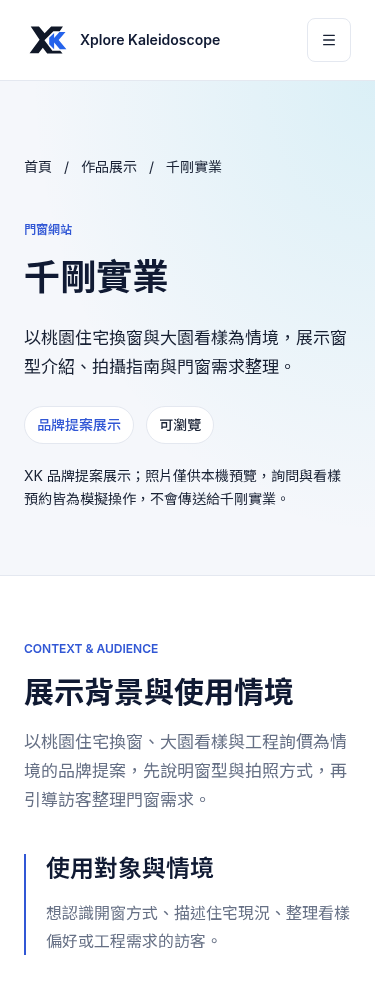 Xplore Kaleidoscope
首頁 / 作品展示 / 千剛實業
門窗網站
千剛實業
以桃園住宅換窗與大園看樣為情境，展示窗
型介紹、拍攝指南與門窗需求整理。
品牌提案展示 可瀏覽
XK 品牌提案展示；照片僅供本機預覽，詢問與看樣
預約皆為模擬操作，不會傳送給千剛實業。
CONTEXT & AUDIENCE
展示背景與使用情境
以桃園住宅換窗、大園看樣與工程詢價為情
境的品牌提案，先說明窗型與拍照方式，再
引導訪客整理門窗需求。
使用對象與情境
想認識開窗方式、描述住宅現況、整理看樣
偏好或工程需求的訪客。